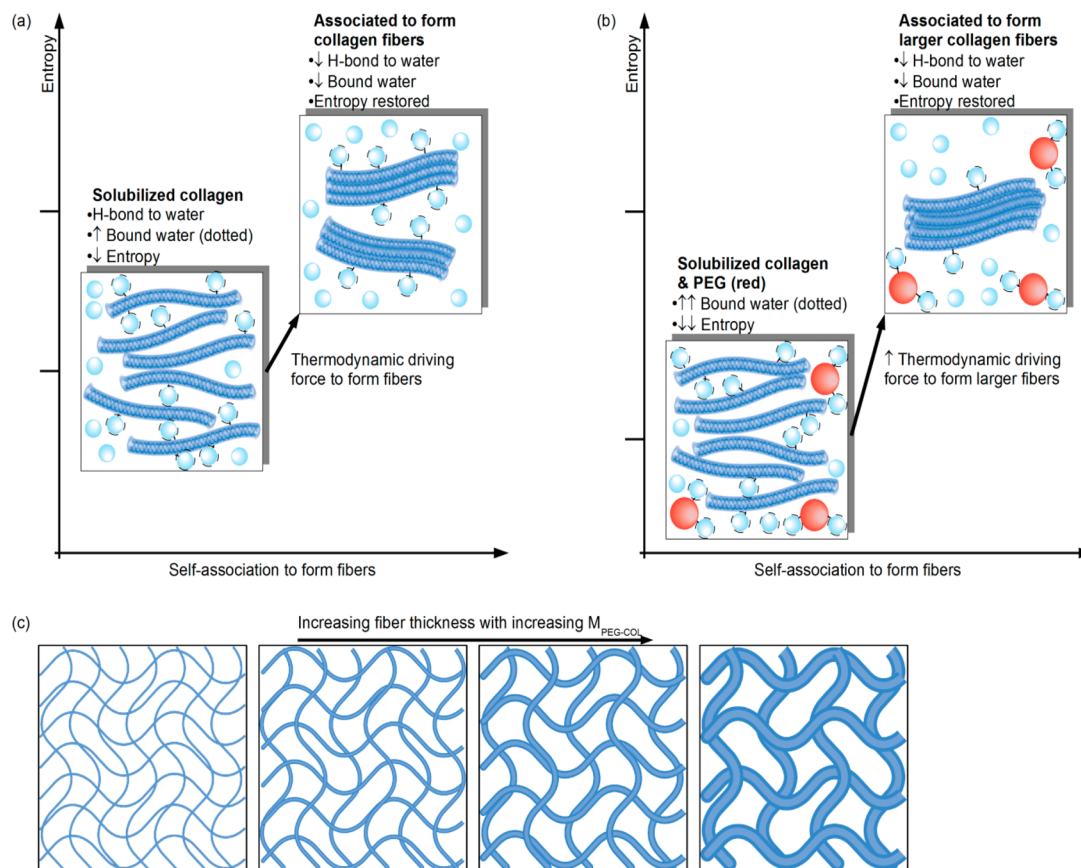 (a)
Entropy
Associated to form
collagen fibers
•↓ H-bond to water
•↓ Bound water
•Entropy restored
Solubilized collagen
•H-bond to water
•↑ Bound water (dotted)
•↓ Entropy
Thermodynamic driving
force to form fibers
Self-association to form fibers
(b)
Entropy
Associated to form
larger collagen fibers
•↓ H-bond to water
•↓ Bound water
•Entropy restored
Solubilized collagen
& PEG (red)
•↑↑ Bound water (dotted)
•↓↓ Entropy
↑ Thermodynamic driving
force to form larger fibers
Self-association to form fibers
(c)
Increasing fiber thickness with increasing M_PEG-COL